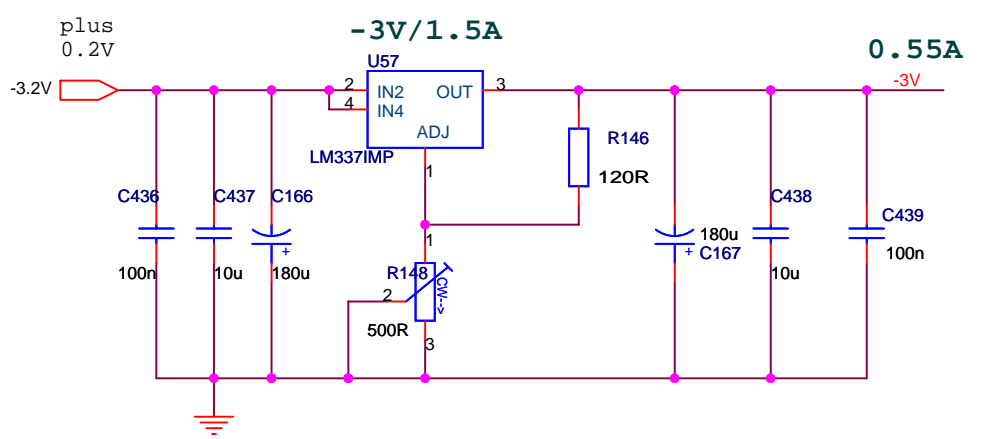 plus
0.2V
-3V/1.5A
0.55A
U57
-3.2V
2
IN2
OUT
3
-3V
4
IN4
ADJ
LM337IMP
1
R146
120R
C436
C437
C166
C438
180u
C439
1
+
+
C167
100n
10u
180u
R148
CW-->
10u
100n
2
500R
3